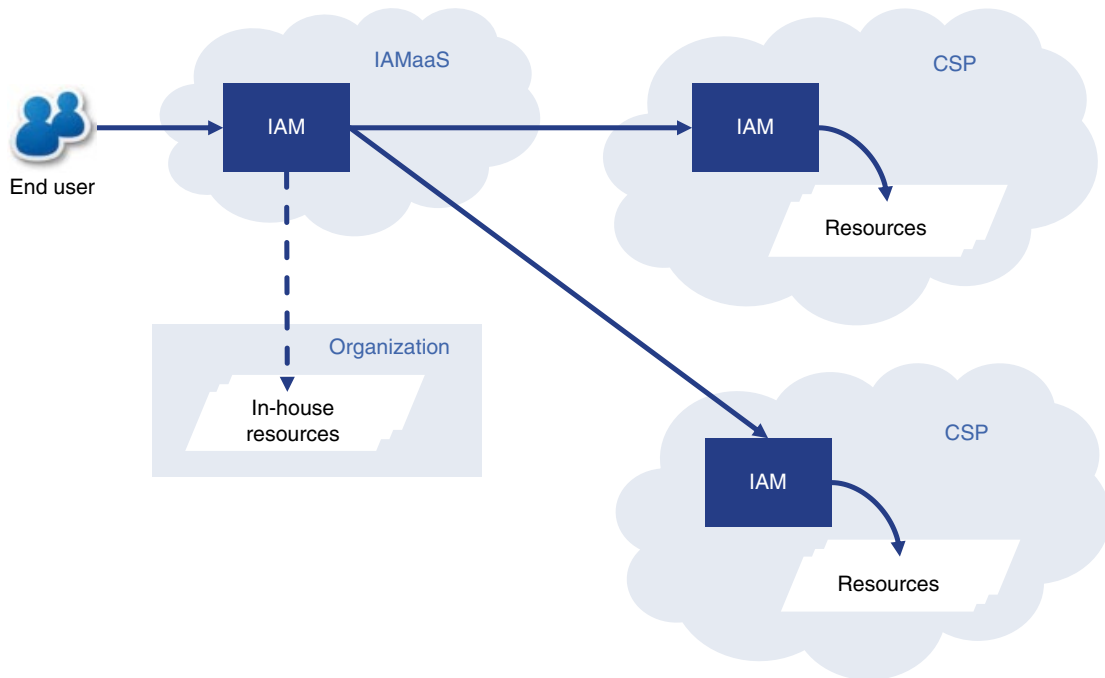 IAMaaS
CSP
IAM
IAM
End user
Resources
Organization
In-house
resources
CSP
IAM
Resources